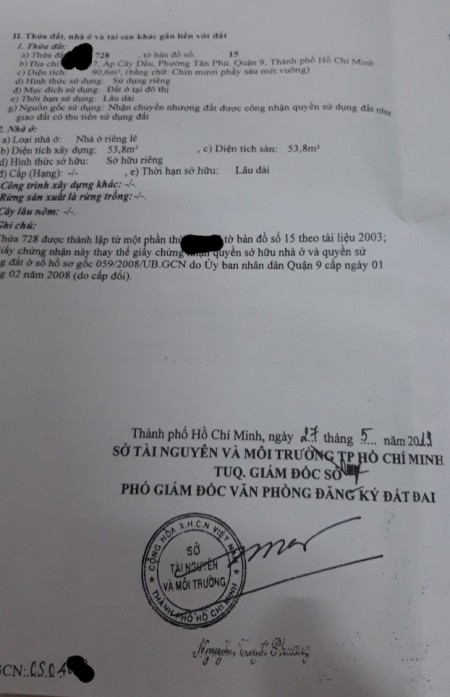 II. Thửa đất, nhà ở và tài sản khác gắn liền với đất
1. Thửa đất:
a) Thửa đất 728 , tờ bản đồ số: 15
b) Địa chỉ 7, Ấp Cây Dầu, Phường Tân Phú, Quận 9, Thành phố Hồ Chí Minh
c) Diện tích: 90,6m², (bằng chữ: Chín mươi phẩy sáu mét vuông)
d) Hình thức sử dụng: Sử dụng riêng
đ) Mục đích sử dụng: Đất ở tại đô thị
e) Thời hạn sử dụng: Lâu dài
g) Nguồn gốc sử dụng: Nhận chuyển nhượng đất được công nhận quyền sử dụng đất như
giao đất có thu tiền sử dụng đất
2. Nhà ở:
a) Loại nhà ở: Nhà ở riêng lẻ
b) Diện tích xây dựng: 53,8m² , c) Diện tích sàn: 53,8m²
d) Hình thức sở hữu: Sở hữu riêng
đ) Cấp (Hạng): -/- , e) Thời hạn sở hữu: Lâu dài
Công trình xây dựng khác: -/-.
Rừng sản xuất là rừng trồng: -/-.
Cây lâu năm: -/-.
Ghi chú:
Thửa 728 được thành lập từ một phần thửa tờ bản đồ số 15 theo tài liệu 2003;
iấy chứng nhận này thay thế giấy chứng nhận quyền sở hữu nhà ở và quyền sử
g đất ở số hồ sơ gốc 059/2008/UB.GCN do Ủy ban nhân dân Quận 9 cấp ngày 01
g 02 năm 2008 (do cấp đổi).
Thành phố Hồ Chí Minh, ngày 27 tháng 5 năm 2019
SỞ TÀI NGUYÊN VÀ MÔI TRƯỜNG TP HỒ CHÍ MINH
TUQ. GIÁM ĐỐC SỞ
PHÓ GIÁM ĐỐC VĂN PHÒNG ĐĂNG KÝ ĐẤT ĐAI
CỘNG HÒA X.H.C.N VIỆT NAM
SỞ
TÀI NGUYÊN
VÀ MÔI TRƯỜNG
THÀNH PHỐ HỒ CHÍ MINH
GCN: CS 0